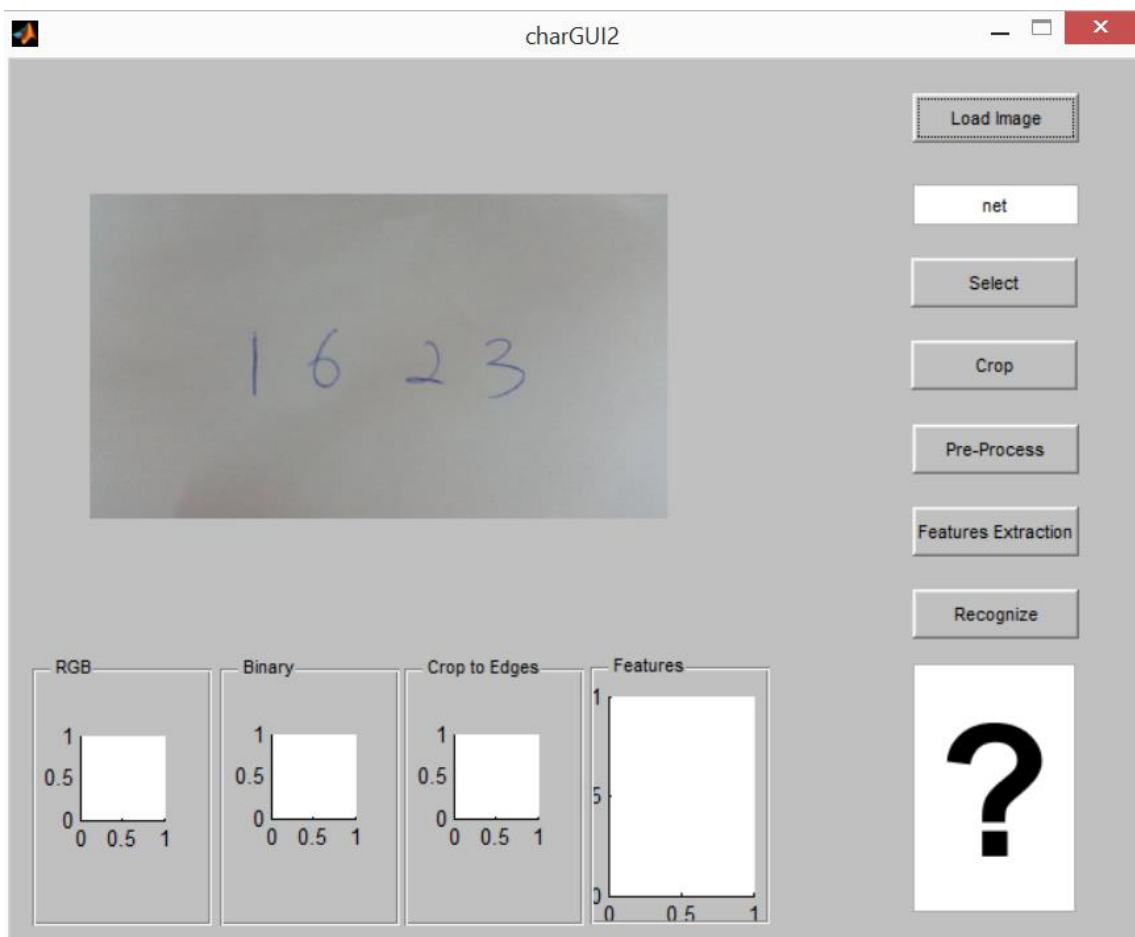 charGUI2
Load Image
net
Select
1 6 2 3
Crop
Pre-Process
Features Extraction
Recognize
RGB
Binary
Crop to Edges
Features
1
0.5
0
0 0.5 1
1
0.5
0
0 0.5 1
1
0.5
0
0 0.5 1
1
5
0
0 0.5 1
?